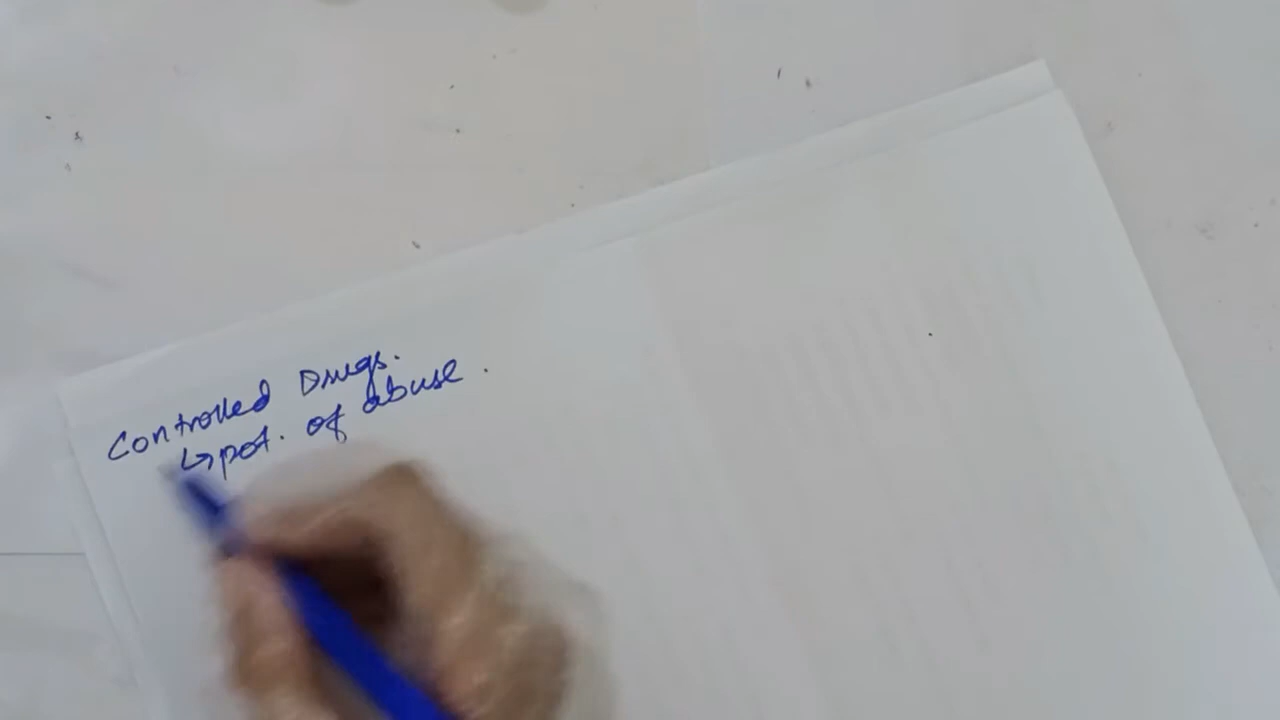 Controlled Drugs.
↳ pot. of abuse.